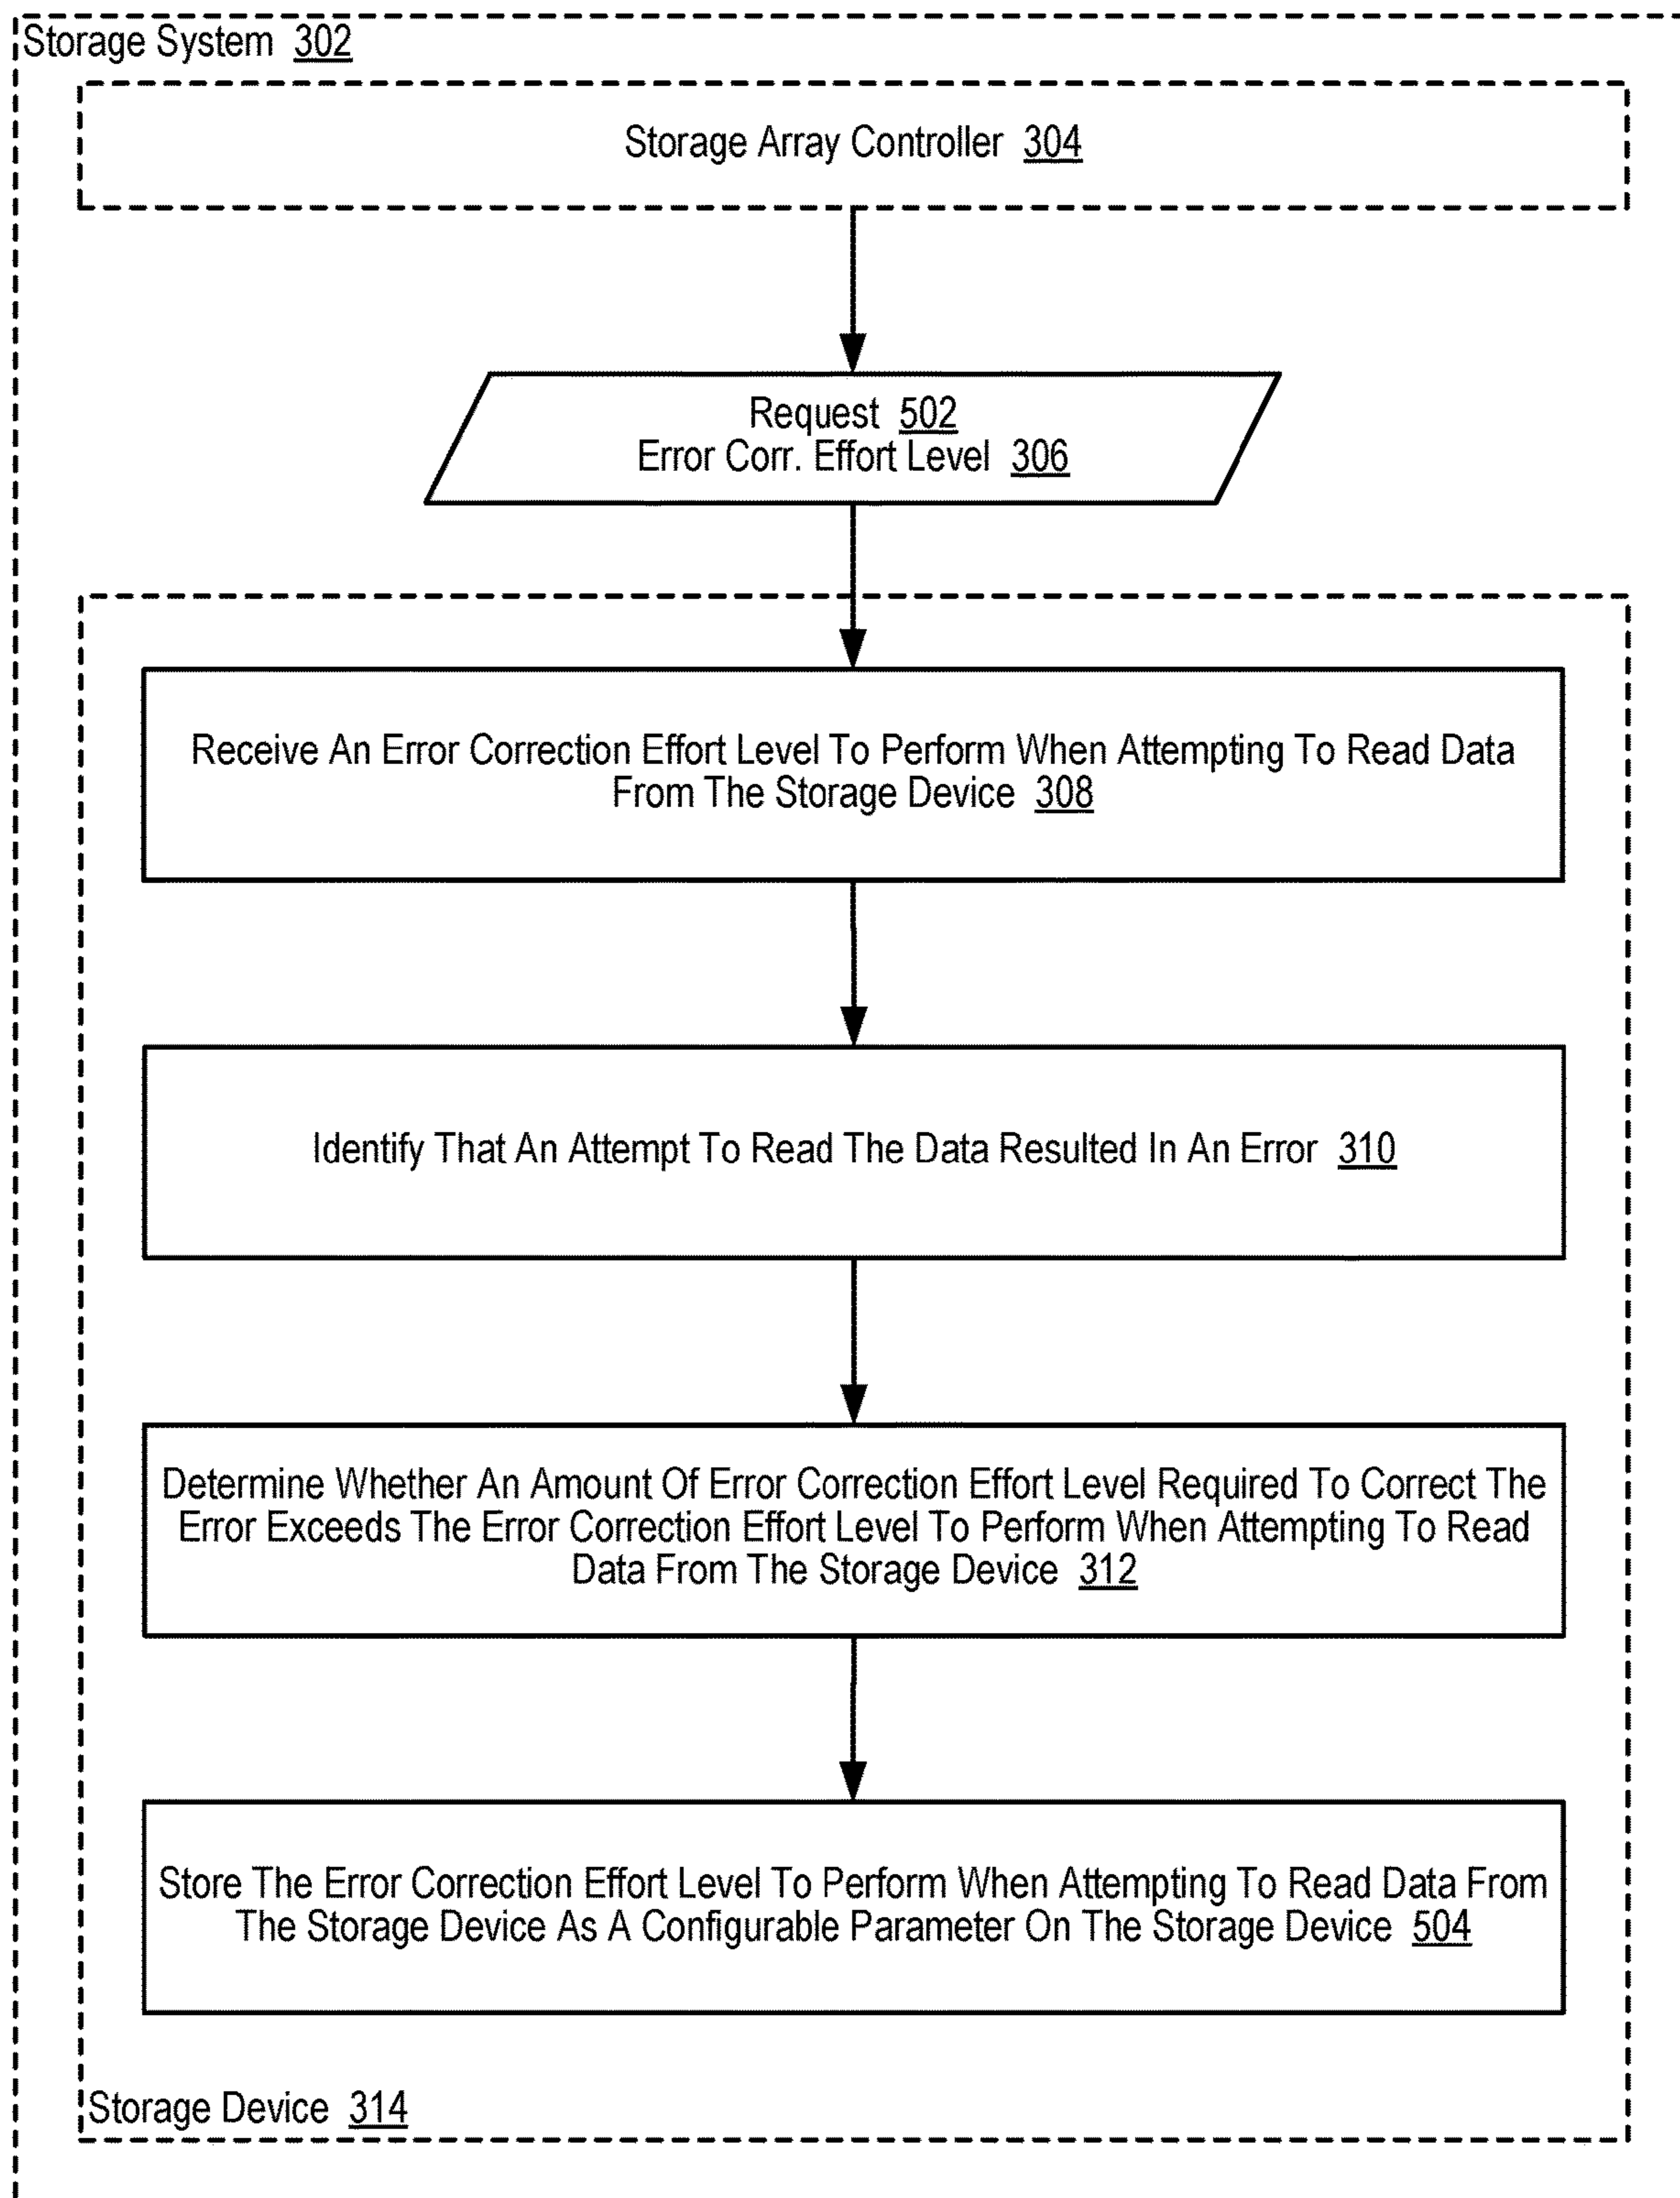 Storage System 302
Storage Array Controller 304
Request 502
Error Corr. Effort Level 306
Receive An Error Correction Effort Level To Perform When Attempting To Read Data
From The Storage Device 308
Identify That An Attempt To Read The Data Resulted In An Error 310
Determine Whether An Amount Of Error Correction Effort Level Required To Correct The
Error Exceeds The Error Correction Effort Level To Perform When Attempting To Read
Data From The Storage Device 312
Store The Error Correction Effort Level To Perform When Attempting To Read Data From
The Storage Device As A Configurable Parameter On The Storage Device 504
Storage Device 314